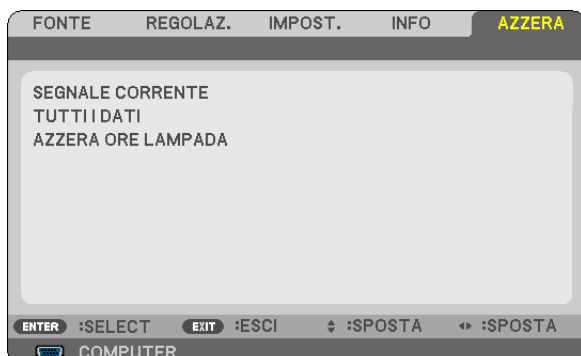 FONTE REGOLAZ. IMPOST. INFO AZZERA
SEGNALE CORRENTE
TUTTI I DATI
AZZERA ORE LAMPADA
ENTER :SELECT EXIT :ESCI :SPOSTA :SPOSTA
COMPUTER